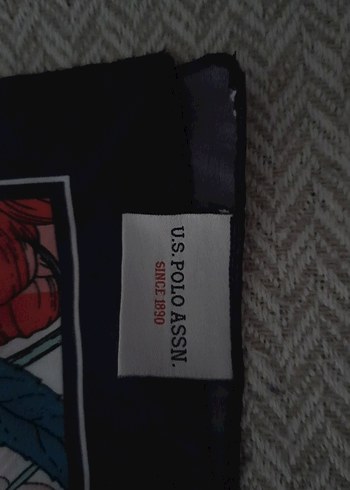 U.S. POLO ASSN.
SINCE 1890